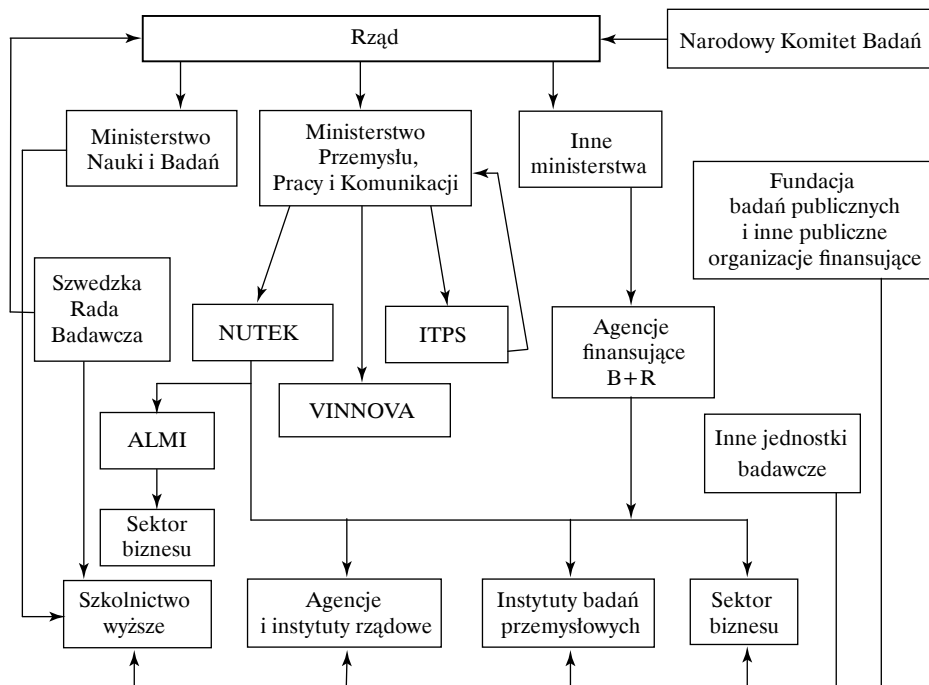 Rząd
Narodowy Komitet Badań
Ministerstwo
Nauki i Badań
Ministerstwo
Przemysłu,
Pracy i Komunikacji
Inne
ministerstwa
Fundacja
badań publicznych
i inne publiczne
organizacje finansujące
Szwedzka
Rada
Badawcza
NUTEK
ITPS
Agencje
finansujące
B+R
VINNOVA
ALMI
Inne jednostki
badawcze
Sektor
biznesu
Szkolnictwo
wyższe
Agencje
i instytuty rządowe
Instytuty badań
przemysłowych
Sektor
biznesu